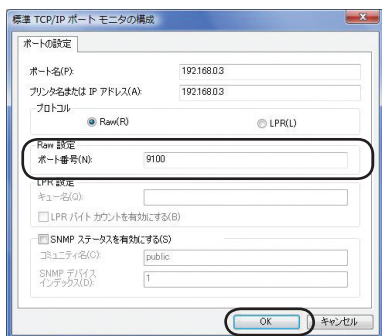 標準 TCP/IP ポート モニタの構成
ポートの設定
ポート名(P): 192.168.0.3
プリンタ名または IP アドレス(A): 192.168.0.3
プロトコル
Raw(R) LPR(L)
Raw 設定
ポート番号(N): 9100
LPR 設定
キュー名(Q):
LPR バイト カウントを有効にする(B)
SNMP ステータスを有効にする(S)
コミュニティ名(C): public
SNMP デバイス
インデックス(D): 1
OK キャンセル